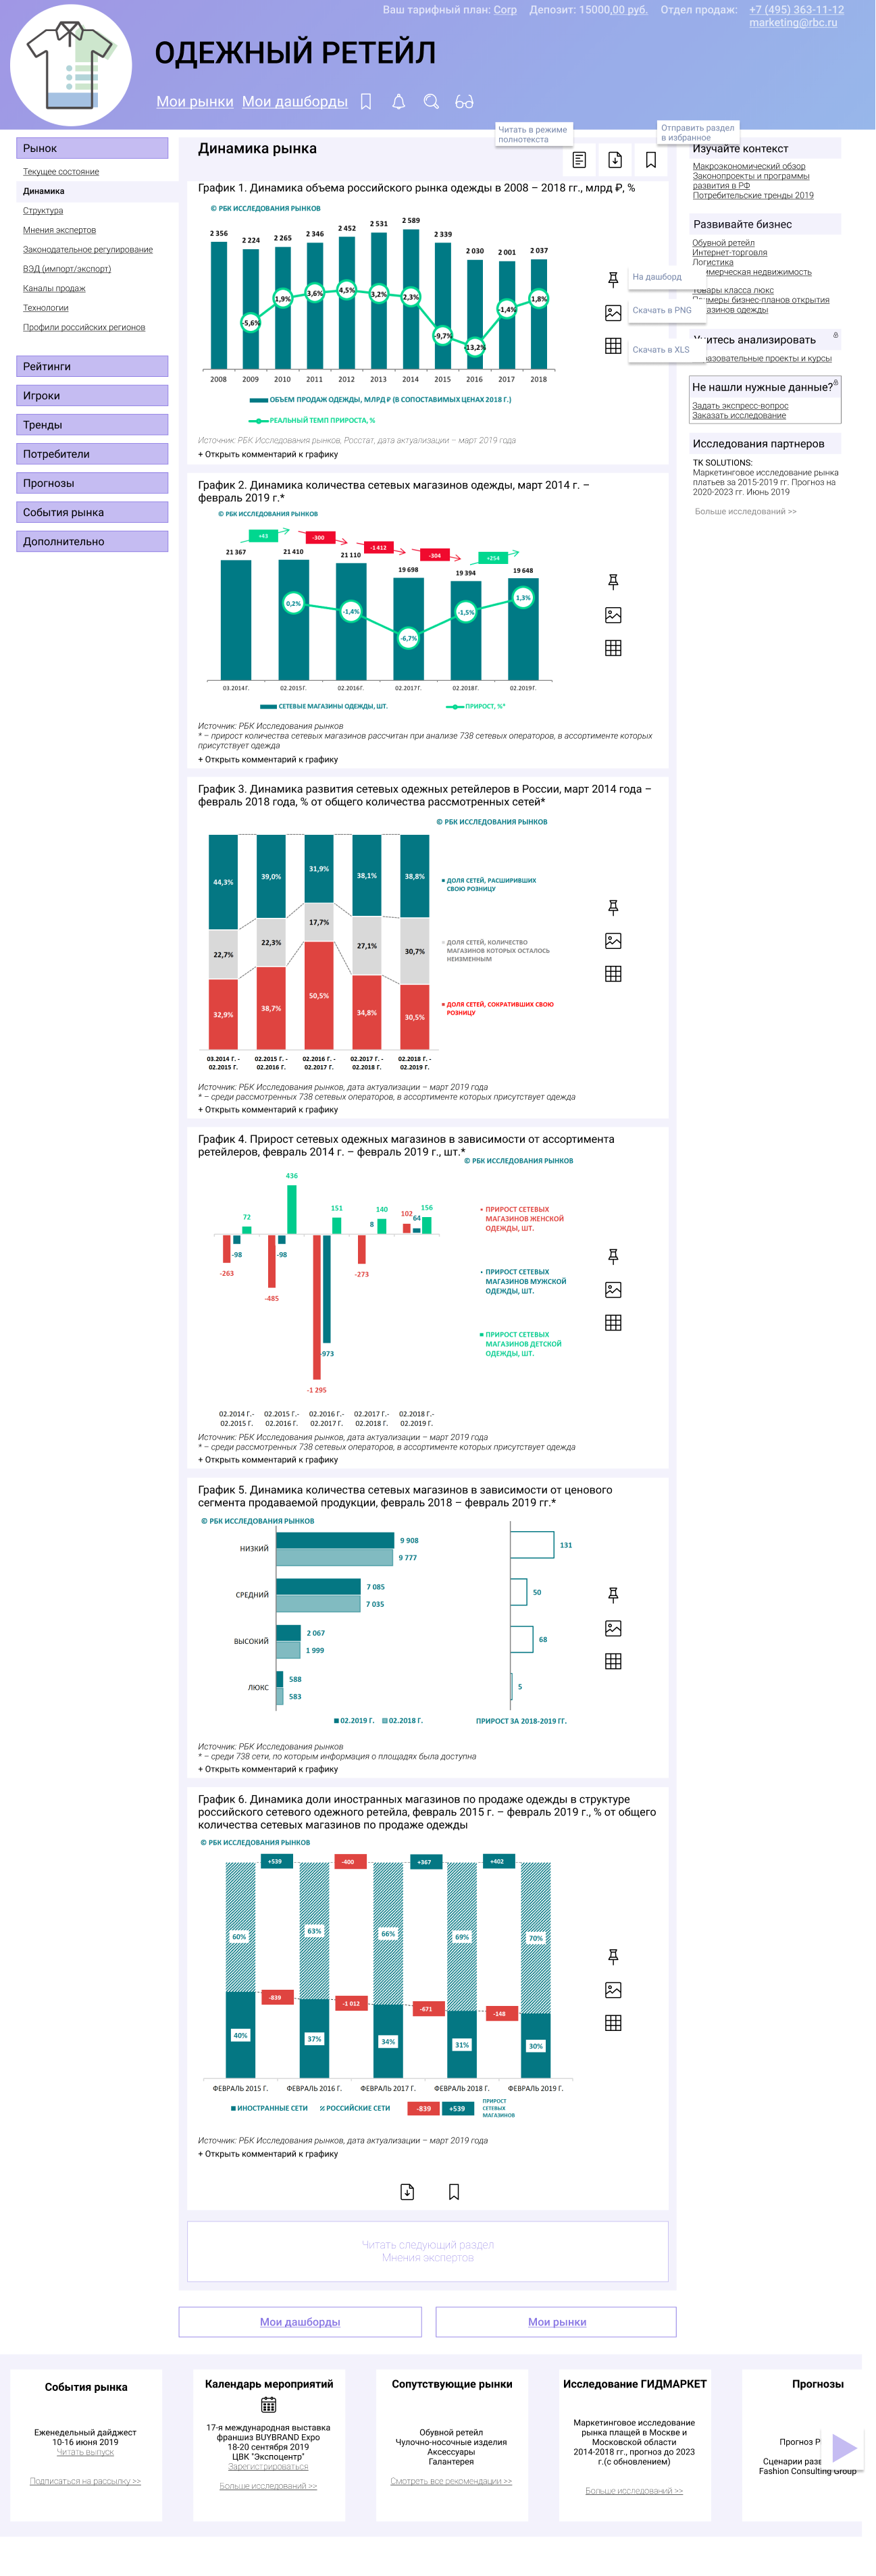 Ваш тарифный план: Corp Депозит: 15000,00 руб. Отдел продаж: +7 (495) 363-11-12
marketing@rbc.ru
ОДЕЖНЫЙ РЕТЕЙЛ
Мои рынки Мои дашборды
Читать в режиме
полнотекста
Отправить раздел
в избранное
Рынок
Текущее состояние
Динамика
Структура
Мнения экспертов
Законодательное регулирование
ВЭД (импорт/экспорт)
Каналы продаж
Технологии
Профили российских регионов
Рейтинги
Игроки
Тренды
Потребители
Прогнозы
События рынка
Дополнительно
Динамика рынка
График 1. Динамика объема российского рынка одежды в 2008 – 2018 гг., млрд ₽, %
© РБК ИССЛЕДОВАНИЯ РЫНКОВ
2 356 2 224 2 265 2 346 2 452 2 531 2 589 2 339 2 030 2 001 2 037
-5,6% 1,9% 3,6% 4,5% 3,2% 2,3% -9,7% -13,2% -1,4% 1,8%
2008 2009 2010 2011 2012 2013 2014 2015 2016 2017 2018
ОБЪЕМ ПРОДАЖ ОДЕЖДЫ, МЛРД ₽ (В СОПОСТАВИМЫХ ЦЕНАХ 2018 Г.)
РЕАЛЬНЫЙ ТЕМП ПРИРОСТА, %
Источник: РБК Исследования рынков, Росстат, дата актуализации – март 2019 года
+ Открыть комментарий к графику
На дашборд
Скачать в PNG
Скачать в XLS
График 2. Динамика количества сетевых магазинов одежды, март 2014 г. –
февраль 2019 г.*
© РБК ИССЛЕДОВАНИЯ РЫНКОВ
+43 -300 -1 412 -304 +254
21 367 21 410 21 110 19 698 19 394 19 648
0,2% -1,4% -6,7% -1,5% 1,3%
03.2014 Г. 02.2015 Г. 02.2016 Г. 02.2017 Г. 02.2018 Г. 02.2019 Г.
СЕТЕВЫЕ МАГАЗИНЫ ОДЕЖДЫ, ШТ. ПРИРОСТ, %*
Источник: РБК Исследования рынков
* – прирост количества сетевых магазинов рассчитан при анализе 738 сетевых операторов, в ассортименте которых
присутствует одежда
+ Открыть комментарий к графику
График 3. Динамика развития сетевых одежных ретейлеров в России, март 2014 года –
февраль 2018 года, % от общего количества рассмотренных сетей*
© РБК ИССЛЕДОВАНИЯ РЫНКОВ
44,3% 39,0% 31,9% 38,1% 38,8%
22,7% 22,3% 17,7% 27,1% 30,7%
32,9% 38,7% 50,5% 34,8% 30,5%
03.2014 Г. - 02.2015 Г. - 02.2016 Г. - 02.2017 Г. - 02.2018 Г. -
02.2015 Г. 02.2016 Г. 02.2017 Г. 02.2018 Г. 02.2019 Г.
ДОЛЯ СЕТЕЙ, РАСШИРИВШИХ
СВОЮ РОЗНИЦУ
ДОЛЯ СЕТЕЙ, КОЛИЧЕСТВО
МАГАЗИНОВ КОТОРЫХ ОСТАЛОСЬ
НЕИЗМЕННЫМ
ДОЛЯ СЕТЕЙ, СОКРАТИВШИХ СВОЮ
РОЗНИЦУ
Источник: РБК Исследования рынков, дата актуализации – март 2019 года
* – среди рассмотренных 738 сетевых операторов, в ассортименте которых присутствует одежда
+ Открыть комментарий к графику
График 4. Прирост сетевых одежных магазинов в зависимости от ассортимента
ретейлеров, февраль 2014 г. – февраль 2019 г., шт.*
© РБК ИССЛЕДОВАНИЯ РЫНКОВ
72 436 151 140 156
-263 -485 -1 295 -273 102
-98 -98 -973 8 64
02.2014 Г.- 02.2015 Г.- 02.2016 Г.- 02.2017 Г.- 02.2018 Г.-
02.2015 Г. 02.2016 Г. 02.2017 Г. 02.2018 Г. 02.2019 Г.
ПРИРОСТ СЕТЕВЫХ
МАГАЗИНОВ ЖЕНСКОЙ
ОДЕЖДЫ, ШТ.
ПРИРОСТ СЕТЕВЫХ
МАГАЗИНОВ МУЖСКОЙ
ОДЕЖДЫ, ШТ.
ПРИРОСТ СЕТЕВЫХ
МАГАЗИНОВ ДЕТСКОЙ
ОДЕЖДЫ, ШТ.
Источник: РБК Исследования рынков, дата актуализации – март 2019 года
* – среди рассмотренных 738 сетевых операторов, в ассортименте которых присутствует одежда
+ Открыть комментарий к графику
График 5. Динамика количества сетевых магазинов в зависимости от ценового
сегмента продаваемой продукции, февраль 2018 – февраль 2019 гг.*
© РБК ИССЛЕДОВАНИЯ РЫНКОВ
НИЗКИЙ 9 908 9 777 131
СРЕДНИЙ 7 085 7 035 50
ВЫСОКИЙ 2 067 1 999 68
ЛЮКС 588 583 5
02.2019 Г. 02.2018 Г. ПРИРОСТ ЗА 2018-2019 ГГ.
Источник: РБК Исследования рынков
* – среди 738 сети, по которым информация о площадях была доступна
+ Открыть комментарий к графику
График 6. Динамика доли иностранных магазинов по продаже одежды в структуре
российского сетевого одежного ретейла, февраль 2015 г. – февраль 2019 г., % от общего
количества сетевых магазинов по продаже одежды
© РБК ИССЛЕДОВАНИЯ РЫНКОВ
+539 -400 +367 +402
60% 63% 66% 69% 70%
-839 -1 012 -671 -148
40% 37% 34% 31% 30%
ФЕВРАЛЬ 2015 Г. ФЕВРАЛЬ 2016 Г. ФЕВРАЛЬ 2017 Г. ФЕВРАЛЬ 2018 Г. ФЕВРАЛЬ 2019 Г.
ИНОСТРАННЫЕ СЕТИ РОССИЙСКИЕ СЕТИ -839 +539
ПРИРОСТ
СЕТЕВЫХ
МАГАЗИНОВ
Источник: РБК Исследования рынков, дата актуализации – март 2019 года
+ Открыть комментарий к графику
Читать следующий раздел
Мнения экспертов
Изучайте контекст
Макроэкономический обзор
Законопроекты и программы
развития в РФ
Потребительские тренды 2019
Развивайте бизнес
Обувной ретейл
Интернет-торговля
Логистика
недвижимость
товары класса люкс
бизнес-планов открытия
одежды
анализировать
проекты и курсы
Не нашли нужные данные?
Задать экспресс-вопрос
Заказать исследование
Исследования партнеров
TK SOLUTIONS:
Маркетинговое исследование рынка
платьев за 2015-2019 гг. Прогноз на
2020-2023 гг. Июнь 2019
Больше исследований >>
Мои дашборды
Мои рынки
События рынка
Еженедельный дайджест
10-16 июня 2019
Читать выпуск
Подписаться на рассылку >>
Календарь мероприятий
17-я международная выставка
франшиз BUYBRAND Expo
18-20 сентября 2019
ЦВК "Экспоцентр"
Зарегистрироваться
Больше исследований >>
Сопутствующие рынки
Обувной ретейл
Чулочно-носочные изделия
Аксессуары
Галантерея
Смотреть все рекомендации >>
Исследование ГИДМАРКЕТ
Маркетинговое исследование
рынка плащей в Москве и
Московской области
2014-2018 гг., прогноз до 2023
г.(с обновлением)
Больше исследований >>
Прогнозы
Прогноз
Сценарии
Fashion Consulting Group